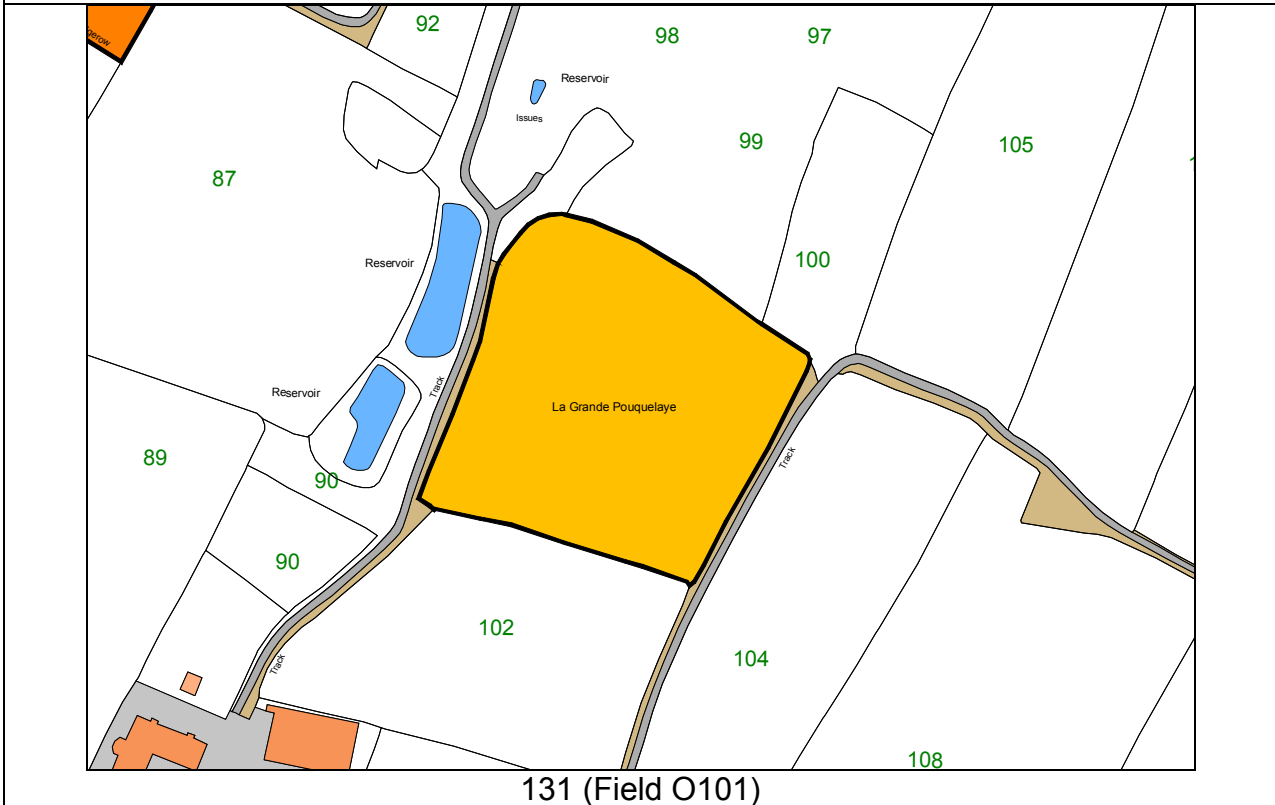 92
98
97
gerow
Reservoir
Issues
99
105
87
100
Reservoir
Track
Reservoir
La Grande Pouquelaye
89
90
Track
90
102
104
Track
108
131 (Field O101)